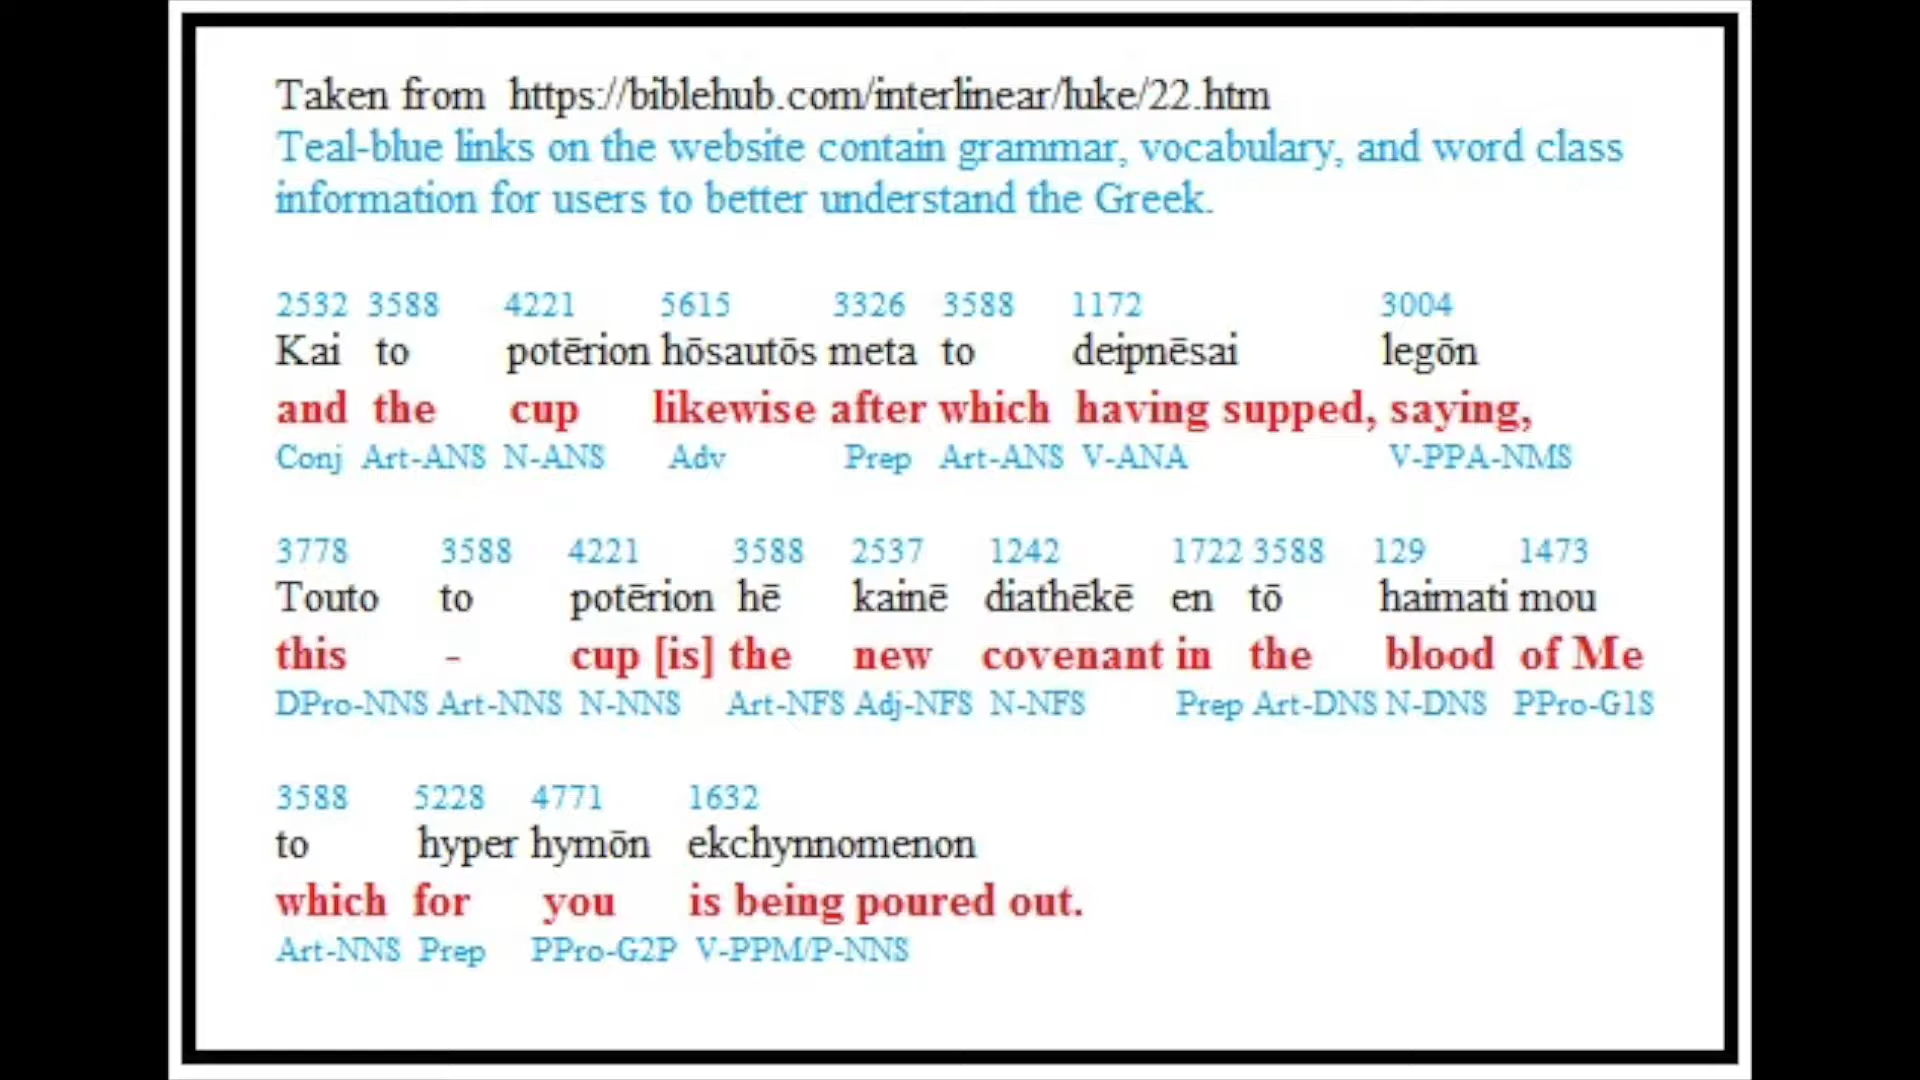 Taken from https://biblehub.com/interlinear/luke/22.htm
Teal-blue links on the website contain grammar, vocabulary, and word class
information for users to better understand the Greek.
2532 3588 4221 5615 3326 3588 1172 3004
Kai to potērion hōsautōs meta to deipnēsai legōn
and the cup likewise after which having supped, saying,
Conj Art-ANS N-ANS Adv Prep Art-ANS V-ANA V-PPA-NMS
3778 3588 4221 3588 2537 1242 1722 3588 129 1473
Touto to potērion hē kainē diathēkē en tō haimati mou
this - cup [is] the new covenant in the blood of Me
DPro-NNS Art-NNS N-NNS Art-NFS Adj-NFS N-NFS Prep Art-DNS N-DNS PPro-G1S
3588 5228 4771 1632
to hyper hymōn ekchynnomenon
which for you is being poured out.
Art-NNS Prep PPro-G2P V-PPM/P-NNS